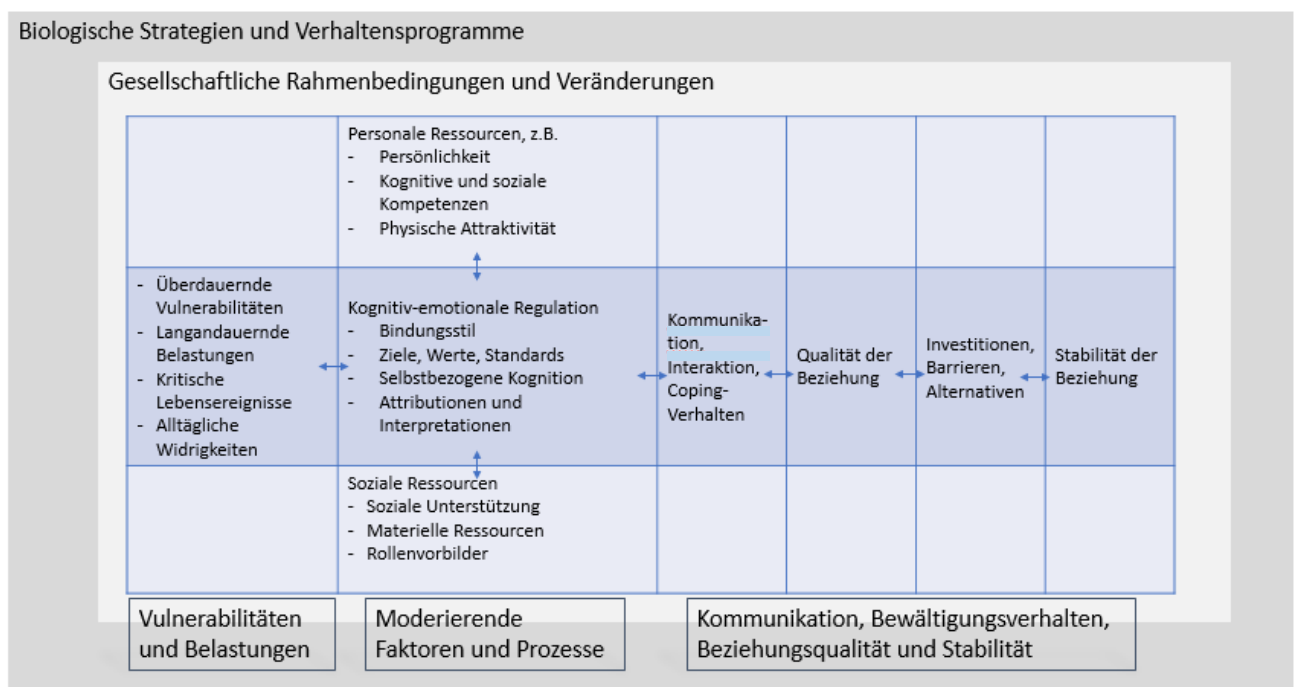 Biologische Strategien und Verhaltensprogramme
Gesellschaftliche Rahmenbedingungen und Veränderungen
Personale Ressourcen, z.B.
- Persönlichkeit
- Kognitive und soziale
Kompetenzen
- Physische Attraktivität
- Überdauernde
Vulnerabilitäten
- Langandauernde
Belastungen
- Kritische
Lebensereignisse
- Alltägliche
Widrigkeiten
Kognitiv-emotionale Regulation
- Bindungsstil
- Ziele, Werte, Standards
- Selbstbezogene Kognition
- Attributionen und
Interpretationen
Kommunika-
tion,
Interaktion,
Coping-
Verhalten
Qualität der
Beziehung
Investitionen,
Barrieren,
Alternativen
Stabilität der
Beziehung
Soziale Ressourcen
- Soziale Unterstützung
- Materielle Ressourcen
- Rollenvorbilder
Vulnerabilitäten
und Belastungen
Moderierende
Faktoren und Prozesse
Kommunikation, Bewältigungsverhalten,
Beziehungsqualität und Stabilität